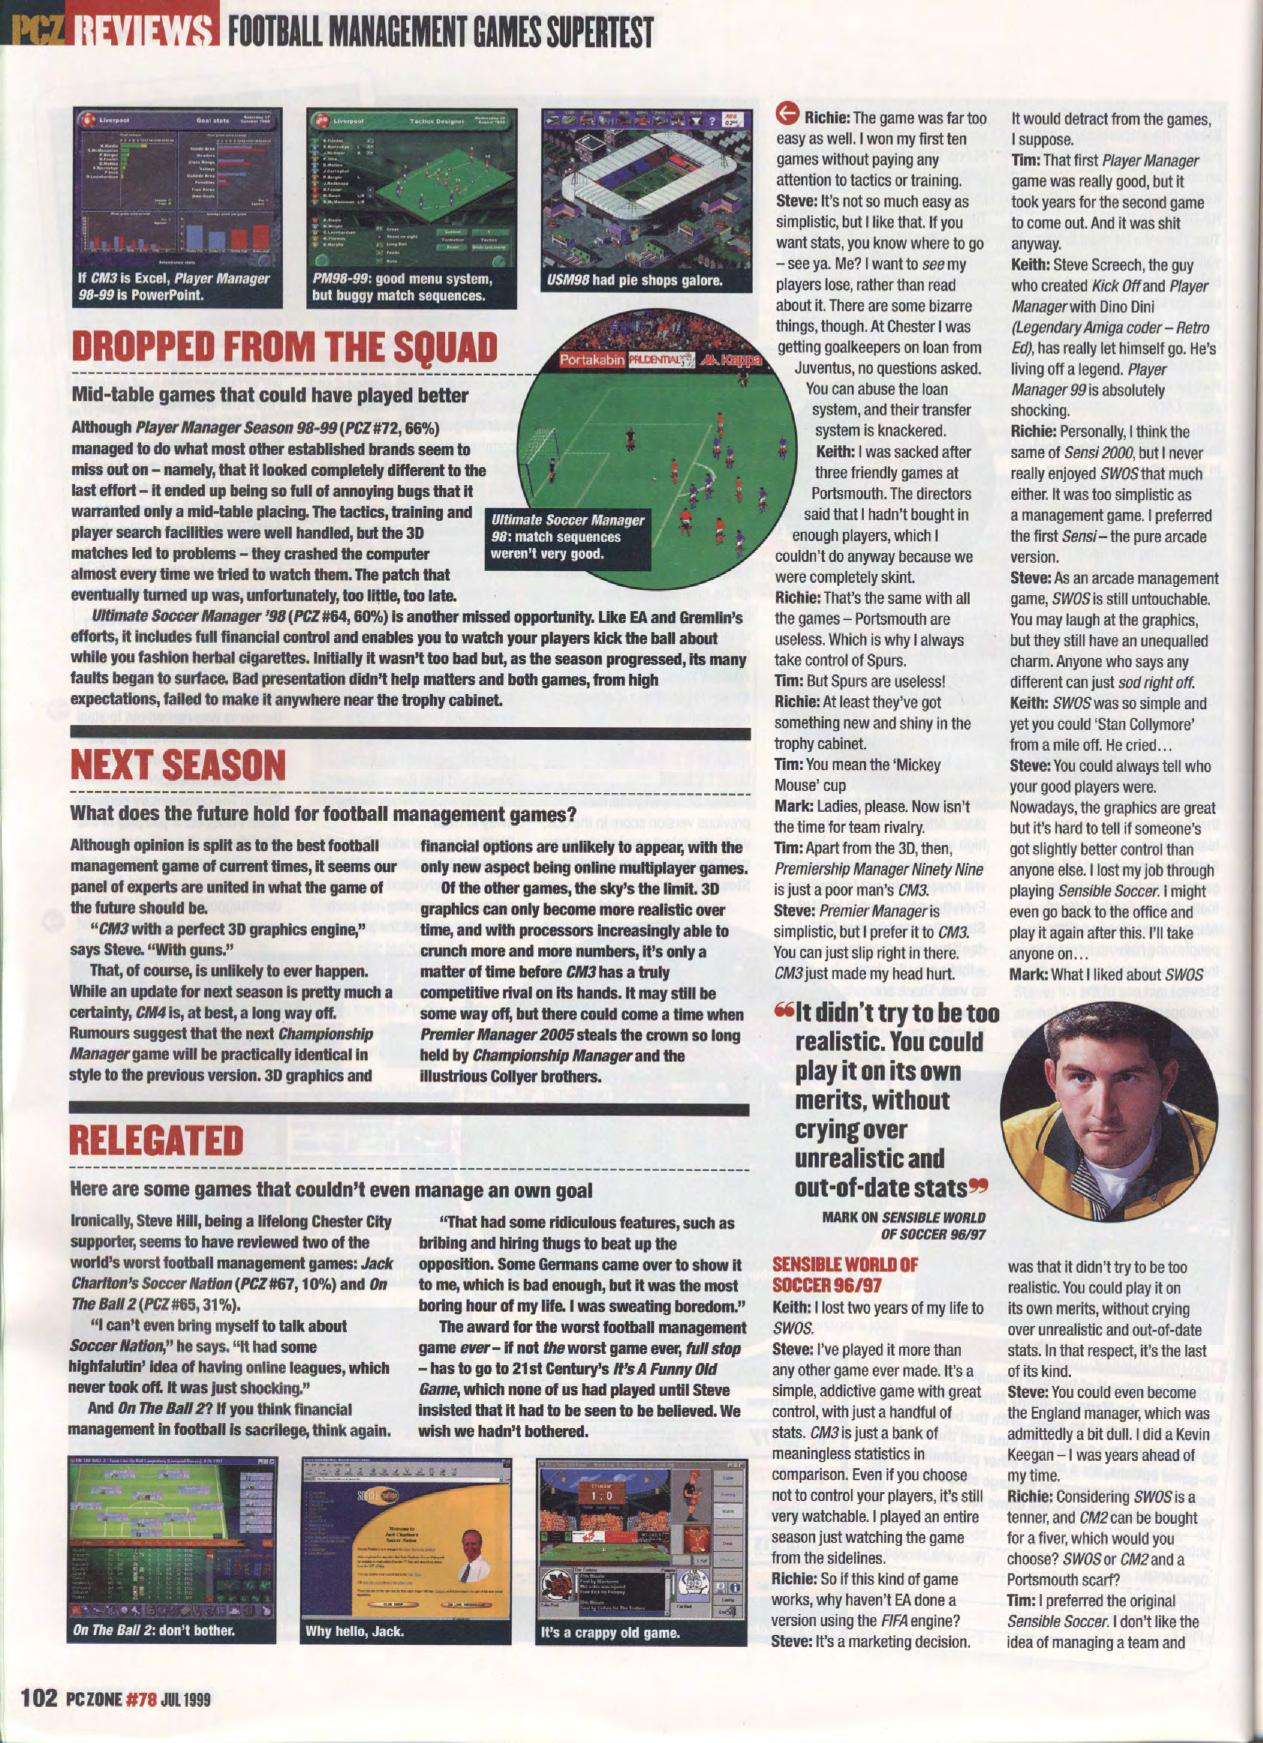 PCZ REVIEWS FOOTBALL MANAGEMENT GAMES SUPERTEST
Liverpool
Goal stats
Liverpool
Tactics Designer
If CM3 is Excel, Player Manager
98-99 is PowerPoint.
PM98-99: good menu system,
but buggy match sequences.
USM98 had pie shops galore.
DROPPED FROM THE SQUAD
Mid-table games that could have played better
Although Player Manager Season 98-99 (PCZ #72, 66%)
managed to do what most other established brands seem to
miss out on – namely, that it looked completely different to the
last effort – it ended up being so full of annoying bugs that it
warranted only a mid-table placing. The tactics, training and
player search facilities were well handled, but the 3D
matches led to problems – they crashed the computer
almost every time we tried to watch them. The patch that
eventually turned up was, unfortunately, too little, too late.
Ultimate Soccer Manager '98 (PCZ #64, 60%) is another missed opportunity. Like EA and Gremlin's
efforts, it includes full financial control and enables you to watch your players kick the ball about
while you fashion herbal cigarettes. Initially it wasn't too bad but, as the season progressed, its many
faults began to surface. Bad presentation didn't help matters and both games, from high
expectations, failed to make it anywhere near the trophy cabinet.
Portakabin PRUDENTIAL Kappa
Ultimate Soccer Manager
98: match sequences
weren't very good.
NEXT SEASON
What does the future hold for football management games?
Although opinion is split as to the best football
management game of current times, it seems our
panel of experts are united in what the game of
the future should be.
"CM3 with a perfect 3D graphics engine,"
says Steve. "With guns."
That, of course, is unlikely to ever happen.
While an update for next season is pretty much a
certainty, CM4 is, at best, a long way off.
Rumours suggest that the next Championship
Manager game will be practically identical in
style to the previous version. 3D graphics and
financial options are unlikely to appear, with the
only new aspect being online multiplayer games.
Of the other games, the sky's the limit. 3D
graphics can only become more realistic over
time, and with processors increasingly able to
crunch more and more numbers, it's only a
matter of time before CM3 has a truly
competitive rival on its hands. It may still be
some way off, but there could come a time when
Premier Manager 2005 steals the crown so long
held by Championship Manager and the
illustrious Collyer brothers.
RELEGATED
Here are some games that couldn't even manage an own goal
Ironically, Steve Hill, being a lifelong Chester City
supporter, seems to have reviewed two of the
world's worst football management games: Jack
Charlton's Soccer Nation (PCZ #67, 10%) and On
The Ball 2 (PCZ #65, 31%).
"I can't even bring myself to talk about
Soccer Nation," he says. "It had some
highfalutin' idea of having online leagues, which
never took off. It was just shocking."
And On The Ball 2? If you think financial
management in football is sacrilege, think again.
"That had some ridiculous features, such as
bribing and hiring thugs to beat up the
opposition. Some Germans came over to show it
to me, which is bad enough, but it was the most
boring hour of my life. I was sweating boredom."
The award for the worst football management
game ever – if not the worst game ever, full stop
– has to go to 21st Century's It's A Funny Old
Game, which none of us had played until Steve
insisted that it had to be seen to be believed. We
wish we hadn't bothered.
Welcome to
Jack Charlton's
Soccer Nation
1:0
On The Ball 2: don't bother.
Why hello, Jack.
It's a crappy old game.
Richie: The game was far too
easy as well. I won my first ten
games without paying any
attention to tactics or training.
Steve: It's not so much easy as
simplistic, but I like that. If you
want stats, you know where to go
– see ya. Me? I want to see my
players lose, rather than read
about it. There are some bizarre
things, though. At Chester I was
getting goalkeepers on loan from
Juventus, no questions asked.
You can abuse the loan
system, and their transfer
system is knackered.
Keith: I was sacked after
three friendly games at
Portsmouth. The directors
said that I hadn't bought in
enough players, which I
couldn't do anyway because we
were completely skint.
Richie: That's the same with all
the games – Portsmouth are
useless. Which is why I always
take control of Spurs.
Tim: But Spurs are useless!
Richie: At least they've got
something new and shiny in the
trophy cabinet.
Tim: You mean the 'Mickey
Mouse' cup
Mark: Ladies, please. Now isn't
the time for team rivalry.
Tim: Apart from the 3D, then,
Premiership Manager Ninety Nine
is just a poor man's CM3.
Steve: Premier Manager is
simplistic, but I prefer it to CM3.
You can just slip right in there.
CM3 just made my head hurt.
"It didn't try to be too
realistic. You could
play it on its own
merits, without
crying over
unrealistic and
out-of-date stats"
MARK ON SENSIBLE WORLD
OF SOCCER 96/97
SENSIBLE WORLD OF
SOCCER 96/97
Keith: I lost two years of my life to
SWOS.
Steve: I've played it more than
any other game ever made. It's a
simple, addictive game with great
control, with just a handful of
stats. CM3 is just a bank of
meaningless statistics in
comparison. Even if you choose
not to control your players, it's still
very watchable. I played an entire
season just watching the game
from the sidelines.
Richie: So if this kind of game
works, why haven't EA done a
version using the FIFA engine?
Steve: It's a marketing decision.
It would detract from the games,
I suppose.
Tim: That first Player Manager
game was really good, but it
took years for the second game
to come out. And it was shit
anyway.
Keith: Steve Screech, the guy
who created Kick Off and Player
Manager with Dino Dini
(Legendary Amiga coder – Retro
Ed), has really let himself go. He's
living off a legend. Player
Manager 99 is absolutely
shocking.
Richie: Personally, I think the
same of Sensi 2000, but I never
really enjoyed SWOS that much
either. It was too simplistic as
a management game. I preferred
the first Sensi – the pure arcade
version.
Steve: As an arcade management
game, SWOS is still untouchable.
You may laugh at the graphics,
but they still have an unequalled
charm. Anyone who says any
different can just sod right off.
Keith: SWOS was so simple and
yet you could 'Stan Collymore'
from a mile off. He cried...
Steve: You could always tell who
your good players were.
Nowadays, the graphics are great
but it's hard to tell if someone's
got slightly better control than
anyone else. I lost my job through
playing Sensible Soccer. I might
even go back to the office and
play it again after this. I'll take
anyone on...
Mark: What I liked about SWOS
was that it didn't try to be too
realistic. You could play it on
its own merits, without crying
over unrealistic and out-of-date
stats. In that respect, it's the last
of its kind.
Steve: You could even become
the England manager, which was
admittedly a bit dull. I did a Kevin
Keegan – I was years ahead of
my time.
Richie: Considering SWOS is a
tenner, and CM2 can be bought
for a fiver, which would you
choose? SWOS or CM2 and a
Portsmouth scarf?
Tim: I preferred the original
Sensible Soccer. I don't like the
idea of managing a team and
102 PCZONE #78 JUL 1999